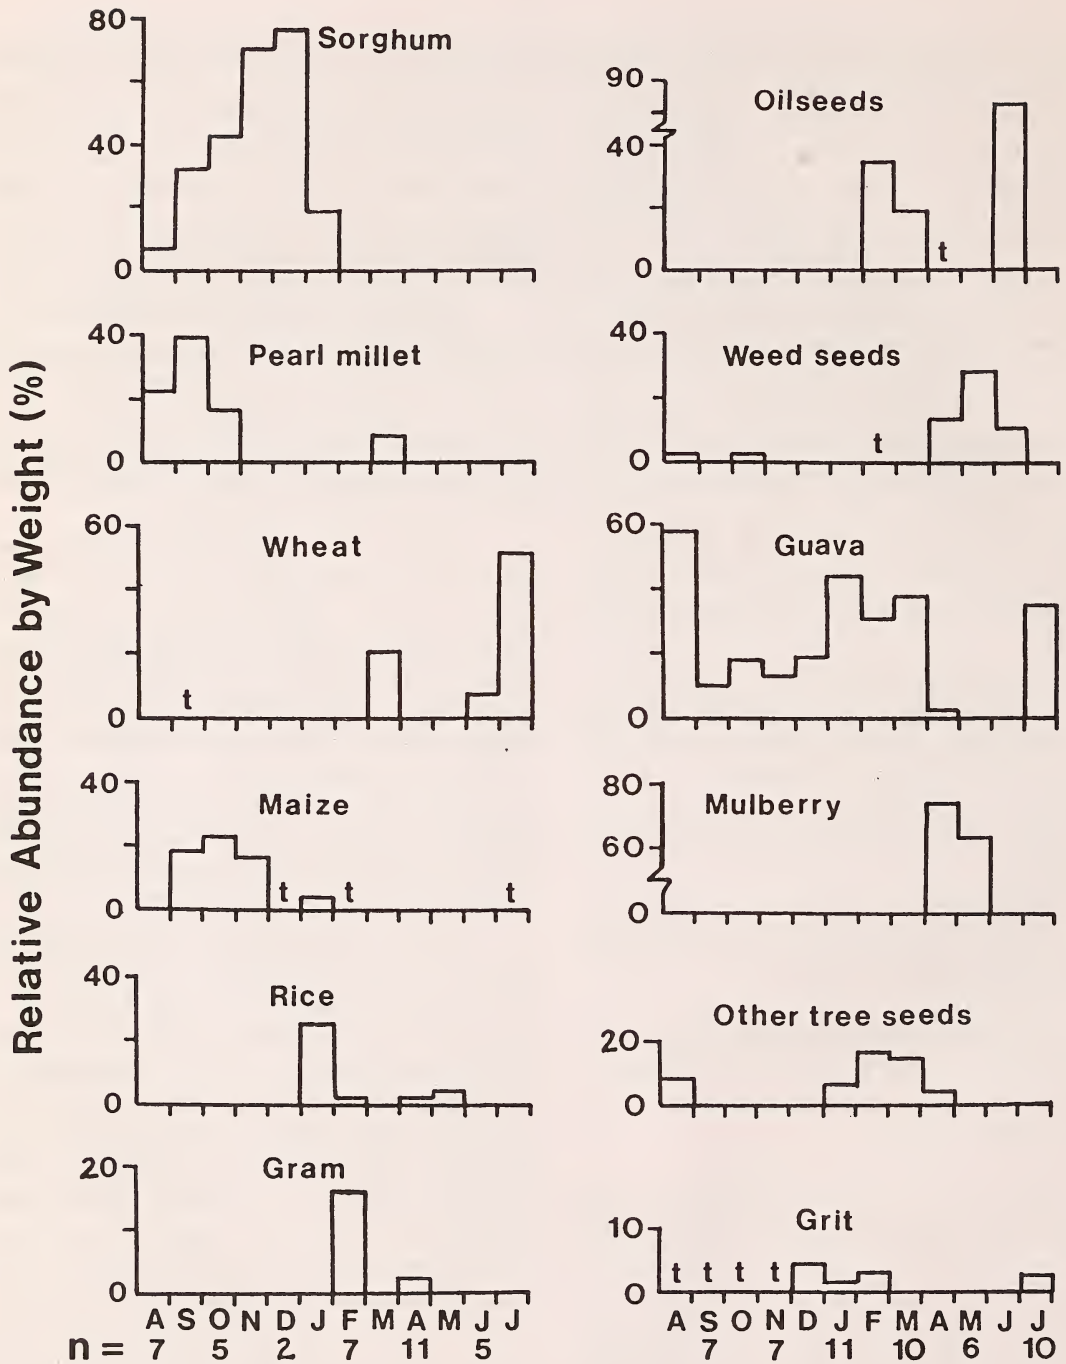 Relative Abundance by Weight (%)
Sorghum
80
40
0
Pearl millet
40
0
Wheat
60
0
t
Maize
40
0
t t t
Rice
40
0
Gram
20
0
A S O N D J F M A M J J
n = 7 5 2 7 11 5
Oilseeds
90
40
0
t
Weed seeds
40
0
t
Guava
60
0
Mulberry
80
60
0
Other tree seeds
20
0
Grit
10
0
t t t t
A S O N D J F M A M J J
7 7 11 10 6 10